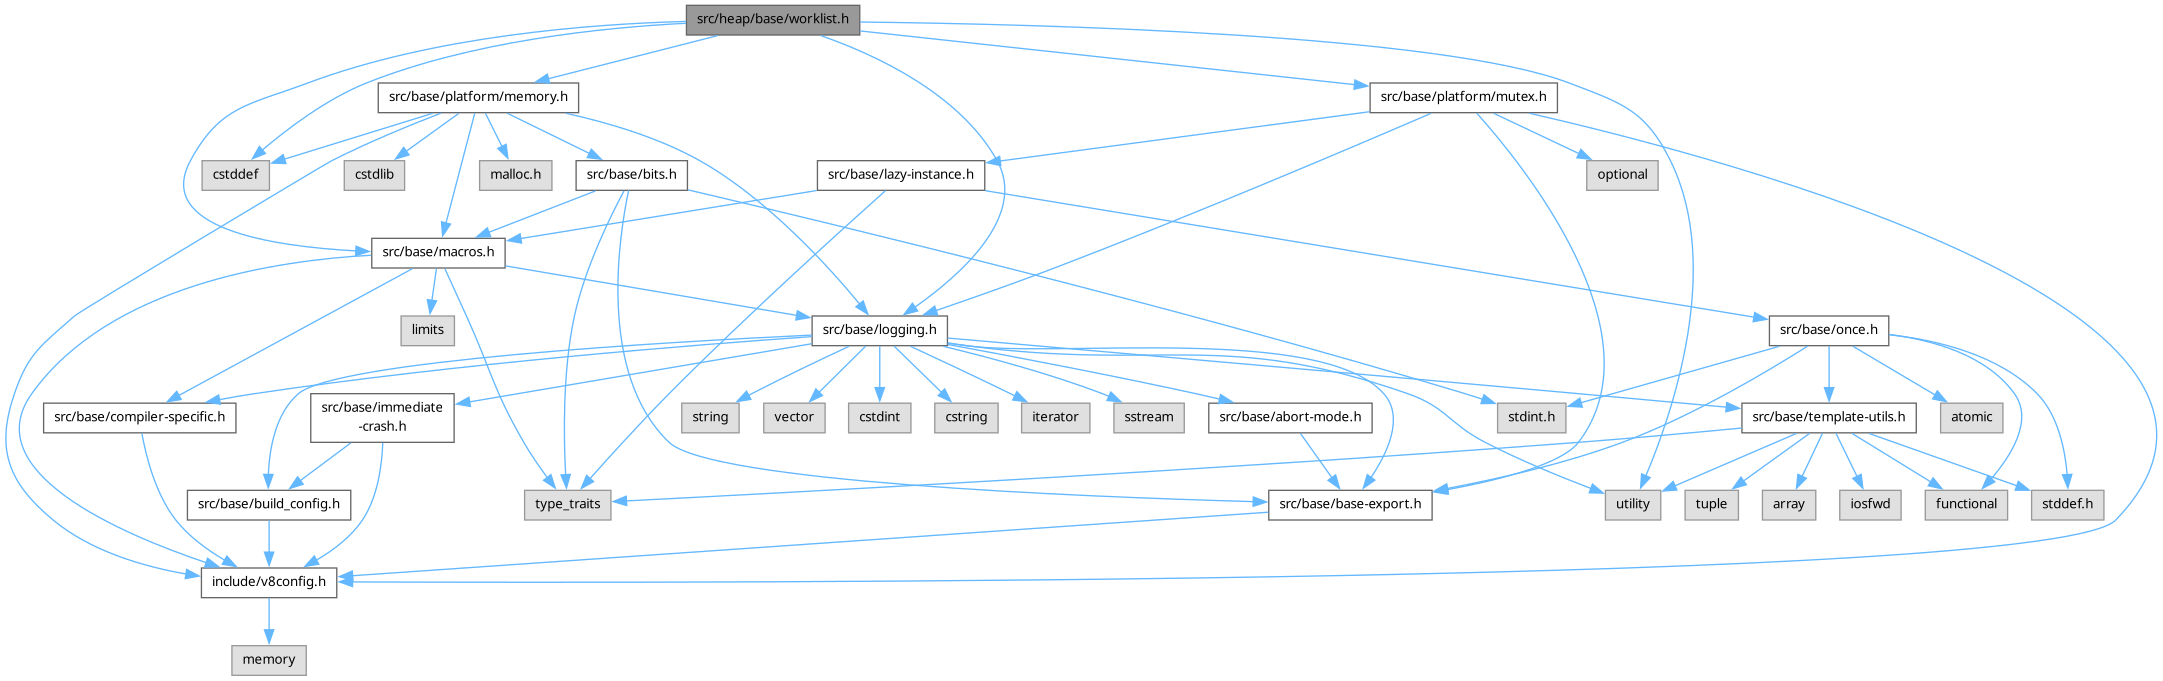 src/heap/base/worklist.h
src/base/platform/memory.h
src/base/platform/mutex.h
cstddef
cstdlib
malloc.h
src/base/bits.h
src/base/lazy-instance.h
optional
src/base/macros.h
limits
src/base/logging.h
src/base/once.h
src/base/compiler-specific.h
src/base/immediate
-crash.h
string
vector
cstdint
cstring
iterator
sstream
src/base/abort-mode.h
stdint.h
src/base/template-utils.h
atomic
src/base/build_config.h
type_traits
src/base/base-export.h
utility
tuple
array
iosfwd
functional
stddef.h
include/v8config.h
memory